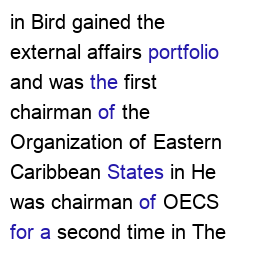 in Bird gained the
external affairs portfolio
and was the first
chairman of the
Organization of Eastern
Caribbean States in He
was chairman of OECS
for a second time in The